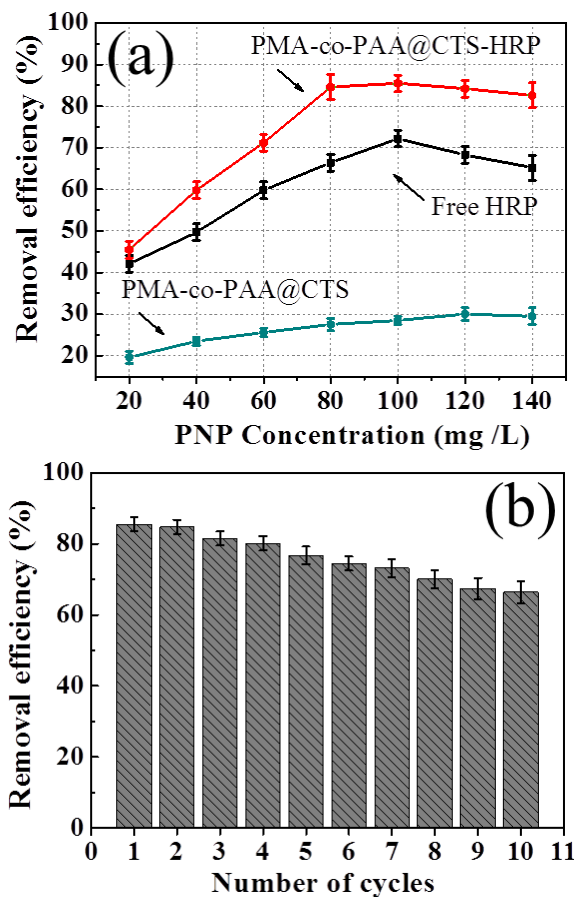 (a)
PMA-co-PAA@CTS-HRP
Free HRP
PMA-co-PAA@CTS
Removal efficiency (%)
100
90
80
70
60
50
40
30
20
20 40 60 80 100 120 140
PNP Concentration (mg /L)
(b)
Removal efficiency (%)
100
80
60
40
20
0
0 1 2 3 4 5 6 7 8 9 10 11
Number of cycles